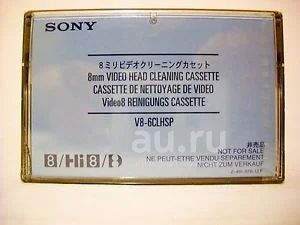 SONY
8ミリビデオクリーニングカセット
8mm VIDEO HEAD CLEANING CASSETTE
CASSETTE DE NETTOYAGE DE VIDEO
Video8 REINIGUNGS CASSETTE
V8-6CLHSP
au.ru
非売品
NOT FOR SALE
NE PEUT-ETRE VENDU SEPAREMENT
NICHT ZUM VERKAUF
8/Hi8/